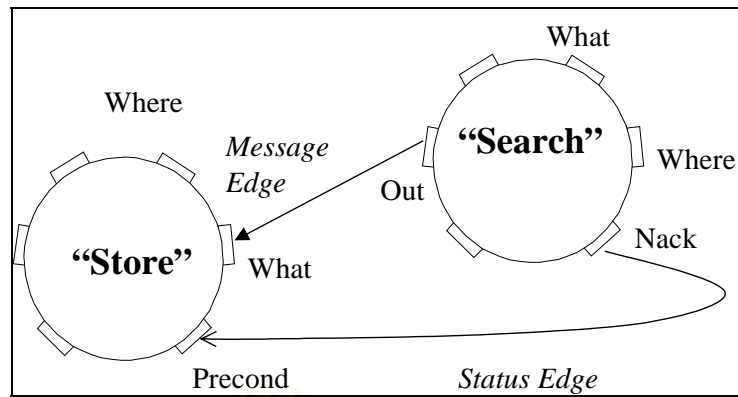 What
Where
Message
Edge
“Search”
Where
Out
Nack
“Store”
What
Precond
Status Edge